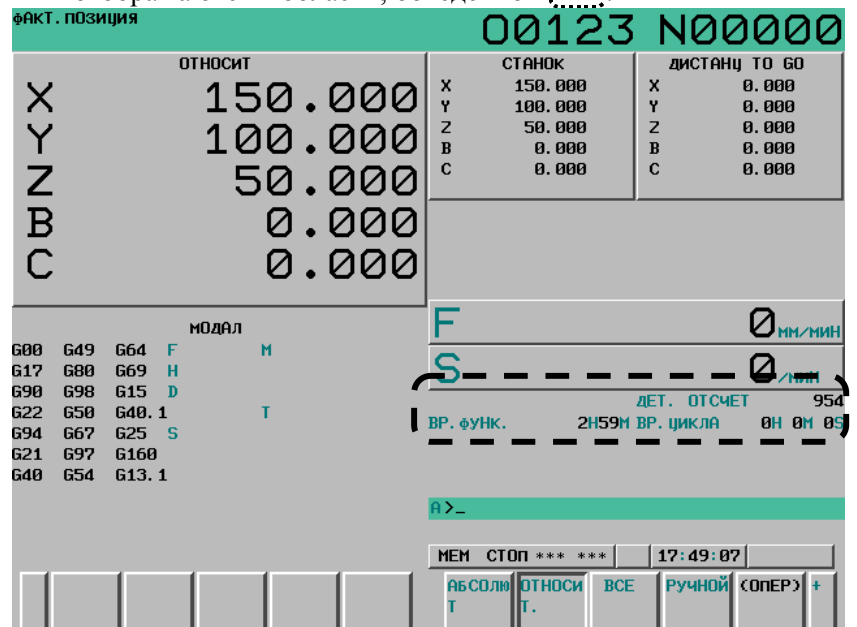 ФАКТ.ПОЗИЦИЯ O0123 N00000
ОТНОСИТ
X 150.000
Y 100.000
Z 50.000
B 0.000
C 0.000
СТАНОК
X 150.000
Y 100.000
Z 50.000
B 0.000
C 0.000
ДИСТАНЦ TO GO
X 0.000
Y 0.000
Z 0.000
B 0.000
C 0.000
МОДАЛ
G00 G49 G64 F M
G17 G80 G69 H
G90 G98 G15 D
G22 G50 G40.1 T
G94 G67 G25 S
G21 G97 G160
G40 G54 G13.1
F 0 ММ/МИН
S 0 /МИН
ДЕТ. ОТСЧЕТ 954
ВР.ФУНК. 2H59M ВР.ЦИКЛА 0H 0M 0S
A>_
МЕМ СТОП *** *** 17:49:07
АБСОЛЮТ ОТНОСИТ. ВСЕ РУЧНОЙ (ОПЕР) +